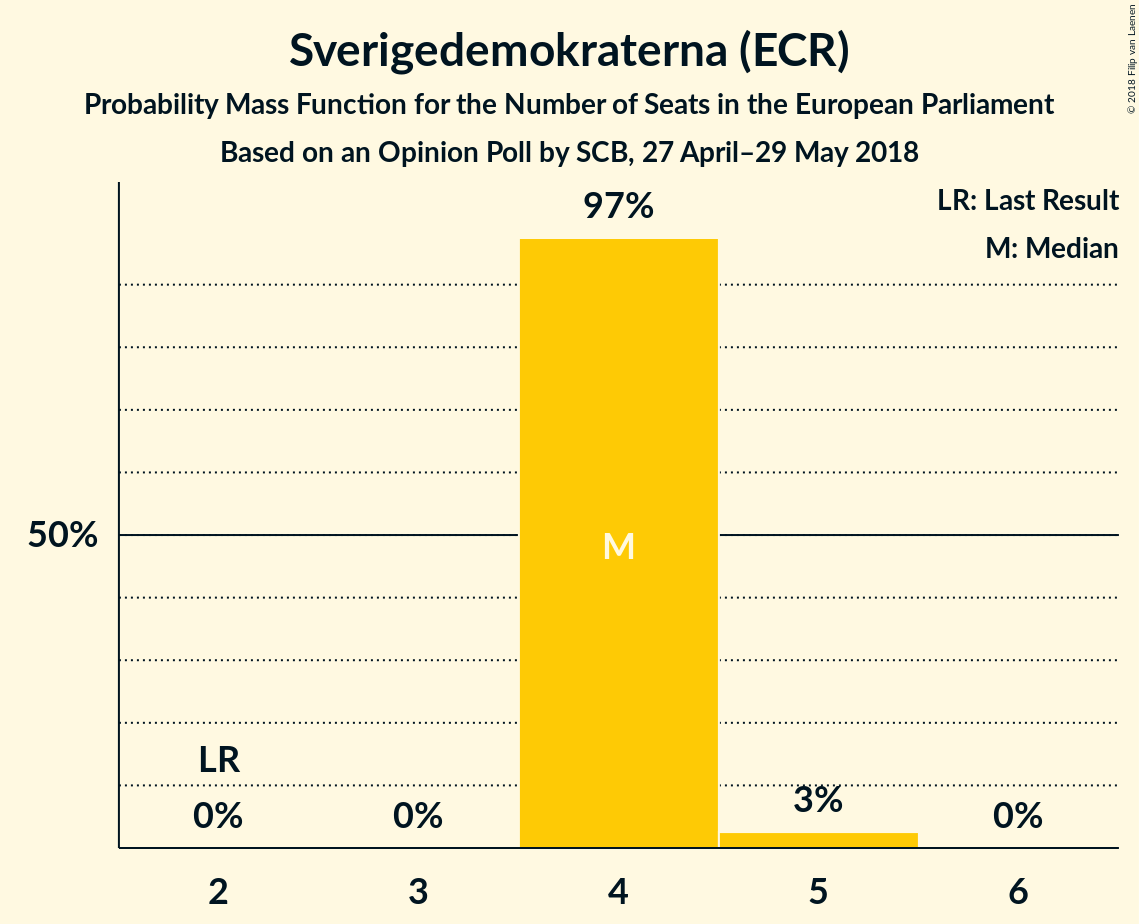 Sverigedemokraterna (ECR)
Probability Mass Function for the Number of Seats in the European Parliament
Based on an Opinion Poll by SCB, 27 April–29 May 2018
© 2018 Filip van Laenen
LR: Last Result
M: Median
97%
50%
M
LR
0%
0%
3%
0%
2
3
4
5
6